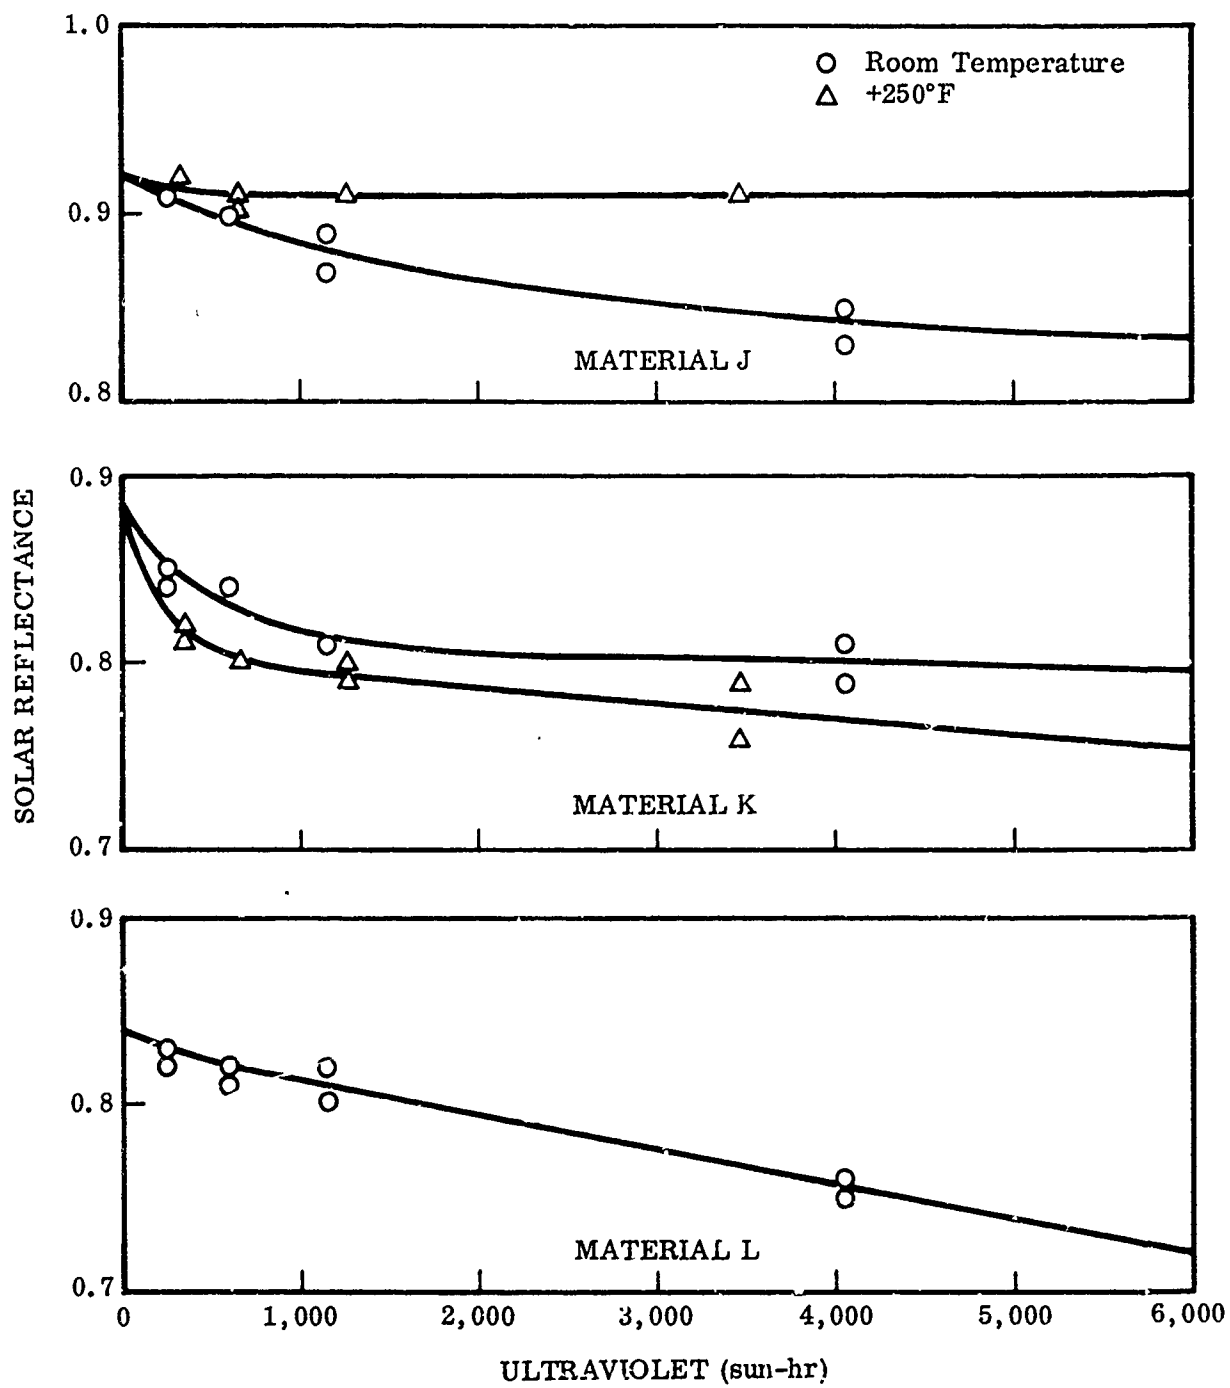 1.0
Room Temperature
+250°F
0.9
MATERIAL J
0.8
0.9
0.8
MATERIAL K
0.7
SOLAR REFLECTANCE
0.9
0.8
MATERIAL L
0.7
0 1,000 2,000 3,000 4,000 5,000 6,000
ULTRAVIOLET (sun-hr)